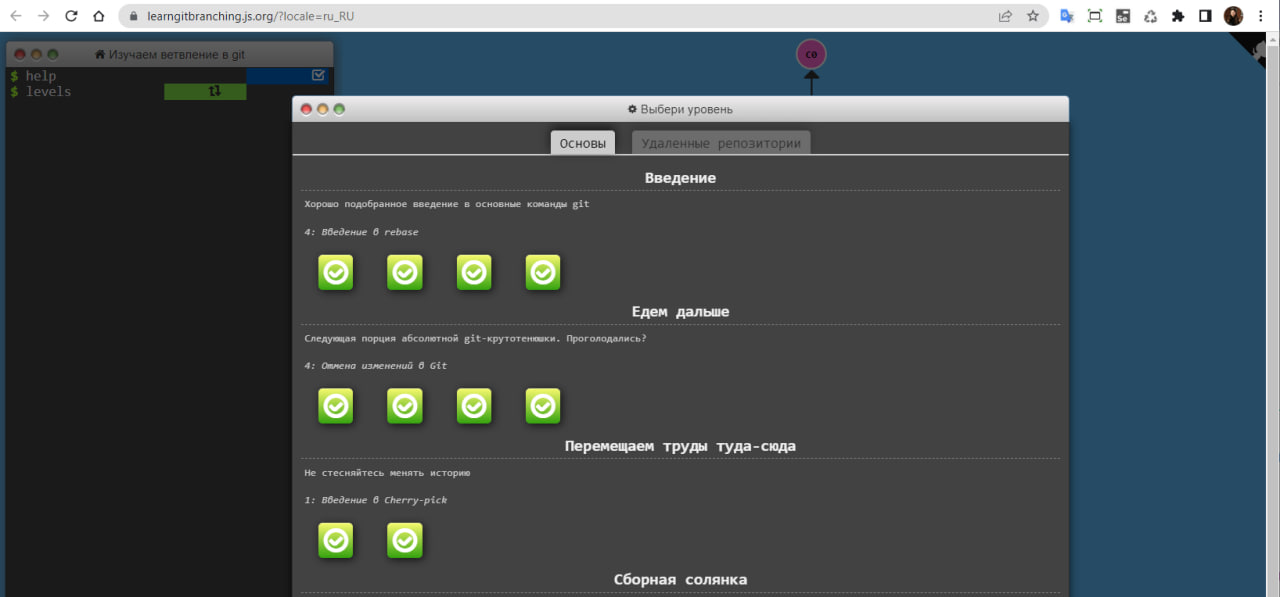 learngitbranching.js.org/?locale=ru_RU
Изучаем ветвление в git
$ help
$ levels
C0
Выбери уровень
Основы
Удаленные репозитории
Введение
Хорошо подобранное введение в основные команды git
4: Введение в rebase
Едем дальше
Следующая порция абсолютной git-крутотенюшки. Проголодались?
4: Отмена изменений в Git
Перемещаем труды туда-сюда
Не стесняйтесь менять историю
1: Введение в Cherry-pick
Сборная солянка
Se